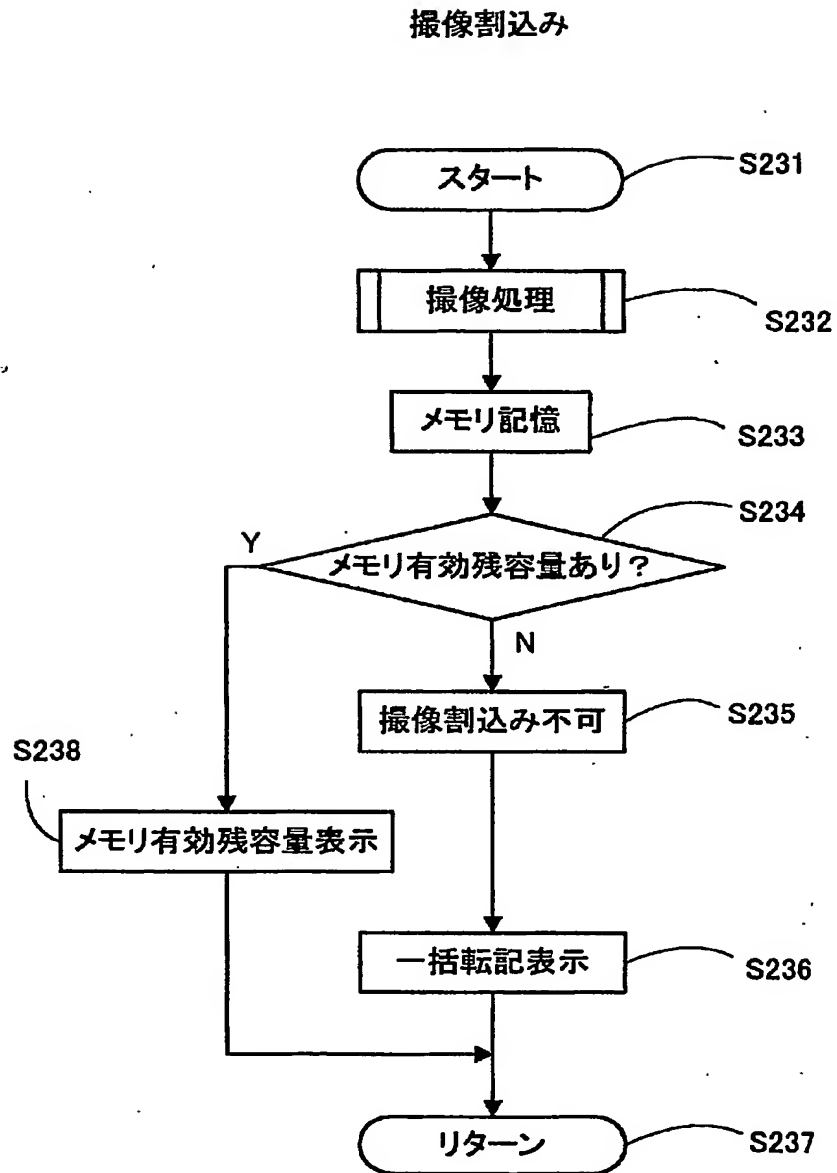 撮像割込み
スタート
S231
撮像処理
S232
メモリ記憶
S233
S234
Y
メモリ有効残容量あり？
N
撮像割込み不可
S235
S238
メモリ有効残容量表示
一括転記表示
S236
リターン
S237